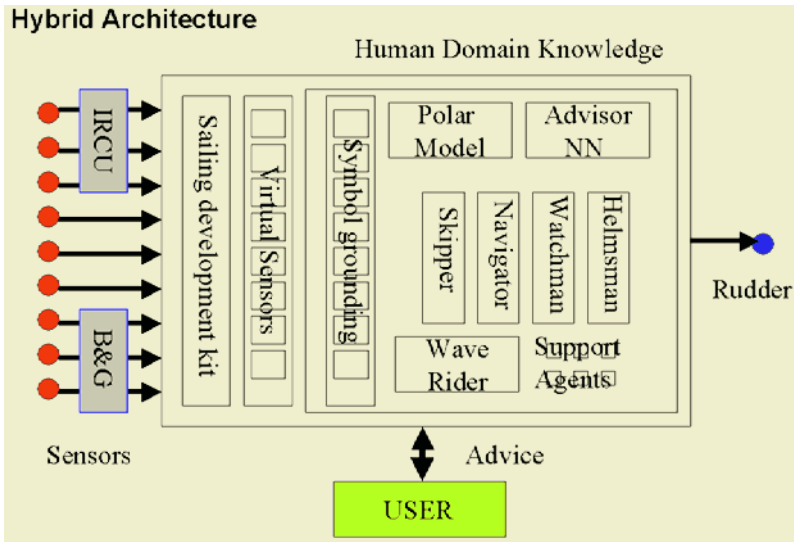 Hybrid Architecture
Human Domain Knowledge
IRCU
B&G
Sensors
Sailing development kit
Virtual Sensors
Symbol grounding
Polar
Model
Advisor
NN
Skipper
Navigator
Watchman
Helmsman
Wave
Rider
Support
Agents
Rudder
Advice
USER